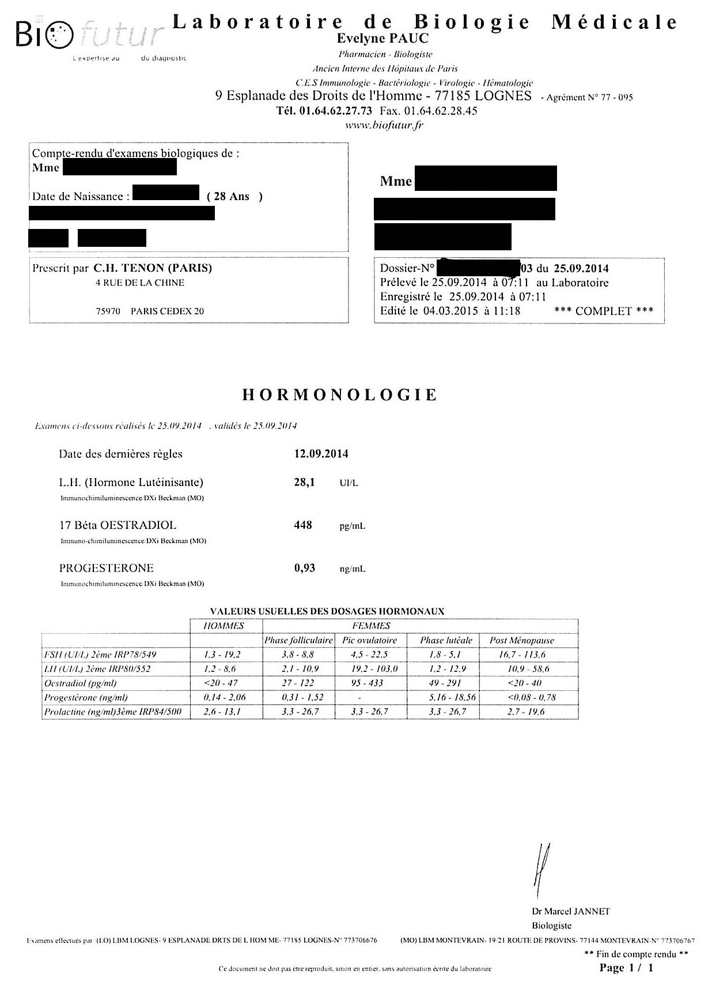 Laboratoire de Biologie Médicale
BiOfutur
Evelyne PAUC
L'expertise au du diagnostic
Pharmacien - Biologiste
Ancien Interne des Hôpitaux de Paris
C.E.S Immunologie - Bactériologie - Virologie - Hématologie
9 Esplanade des Droits de l'Homme - 77185 LOGNES - Agrément N° 77 - 095
Tél. 01.64.62.27.73 Fax. 01.64.62.28.45
www.biofutur.fr
Compte-rendu d'examens biologiques de :
Mme
Date de Naissance : ( 28 Ans )
Mme
Prescrit par C.H. TENON (PARIS)
4 RUE DE LA CHINE
75970 PARIS CEDEX 20
Dossier-N° 03 du 25.09.2014
Prélevé le 25.09.2014 à 07:11 au Laboratoire
Enregistré le 25.09.2014 à 07:11
Edité le 04.03.2015 à 11:18 *** COMPLET ***
HORMONOLOGIE
Examens ci-dessous réalisés le 25.09.2014 , validés le 25.09.2014
Date des dernières règles 12.09.2014
L.H. (Hormone Lutéinisante) 28,1 UI/L
Immunochimiluminescence/DXi Beckman (MO)
17 Béta OESTRADIOL 448 pg/mL
Immuno-chimiluminescence/DXi Beckman (MO)
PROGESTERONE 0,93 ng/mL
Immunochimiluminescence/DXi Beckman (MO)
VALEURS USUELLES DES DOSAGES HORMONAUX
HOMMES FEMMES
Phase folliculaire Pic ovulatoire Phase lutéale Post Ménopause
FSH (UI/L) 2ème IRP78/549 1,3 - 19,2 3,8 - 8,8 4,5 - 22,5 1,8 - 5,1 16,7 - 113,6
LH (UI/L) 2ème IRP80/552 1,2 - 8,6 2,1 - 10,9 19,2 - 103,0 1,2 - 12,9 10,9 - 58,6
Oestradiol (pg/ml) <20 - 47 27 - 122 95 - 433 49 - 291 <20 - 40
Progestérone (ng/ml) 0,14 - 2,06 0,31 - 1,52 - 5,16 - 18,56 <0,08 - 0,78
Prolactine (ng/ml)3ème IRP84/500 2,6 - 13,1 3,3 - 26,7 3,3 - 26,7 3,3 - 26,7 2,7 - 19,6
Dr Marcel JANNET
Biologiste
Examens effectués par :(LO) LBM LOGNES- 9 ESPLANADE DRTS DE L HOM ME- 77185 LOGNES-N° 773706676 (MO) LBM MONTEVRAIN- 19/21 ROUTE DE PROVINS- 77144 MONTEVRAIN-N° 773706767
** Fin de compte rendu **
Ce document ne doit pas être reproduit, sinon en entier, sans autorisation écrite du laboratoire
Page 1 / 1